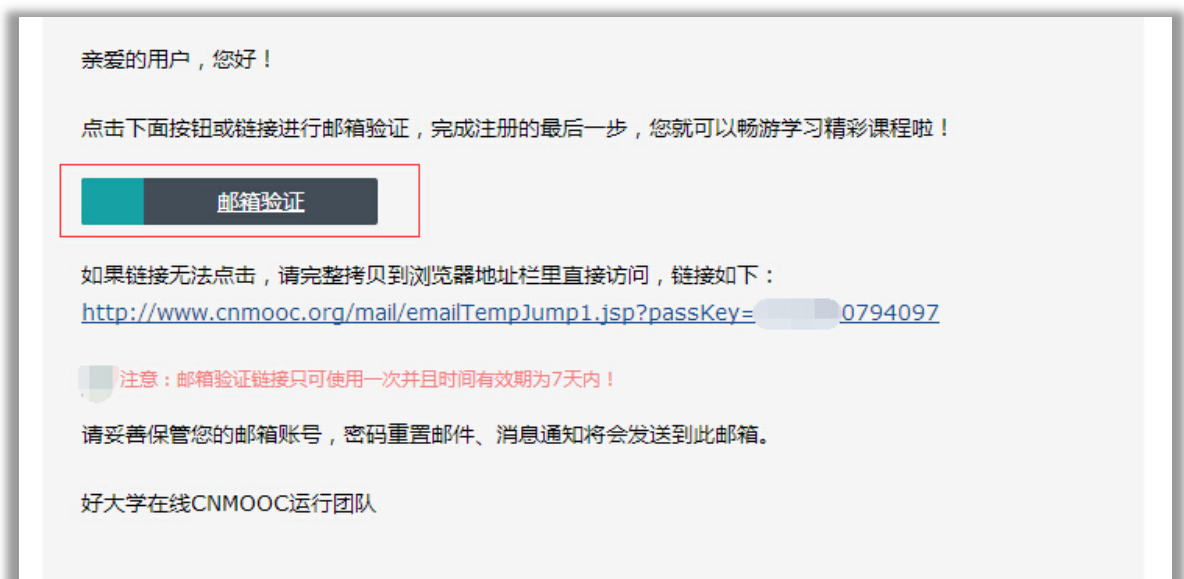 亲爱的用户，您好！
点击下面按钮或链接进行邮箱验证，完成注册的最后一步，您就可以畅游学习精彩课程啦！
邮箱验证
如果链接无法点击，请完整拷贝到浏览器地址栏里直接访问，链接如下：
http://www.cnmooc.org/mail/emailTempJump1.jsp?passKey= 0794097
注意：邮箱验证链接只可使用一次并且时间有效期为7天内！
请妥善保管您的邮箱账号，密码重置邮件、消息通知将会发送到此邮箱。
好大学在线CNMOOC运行团队